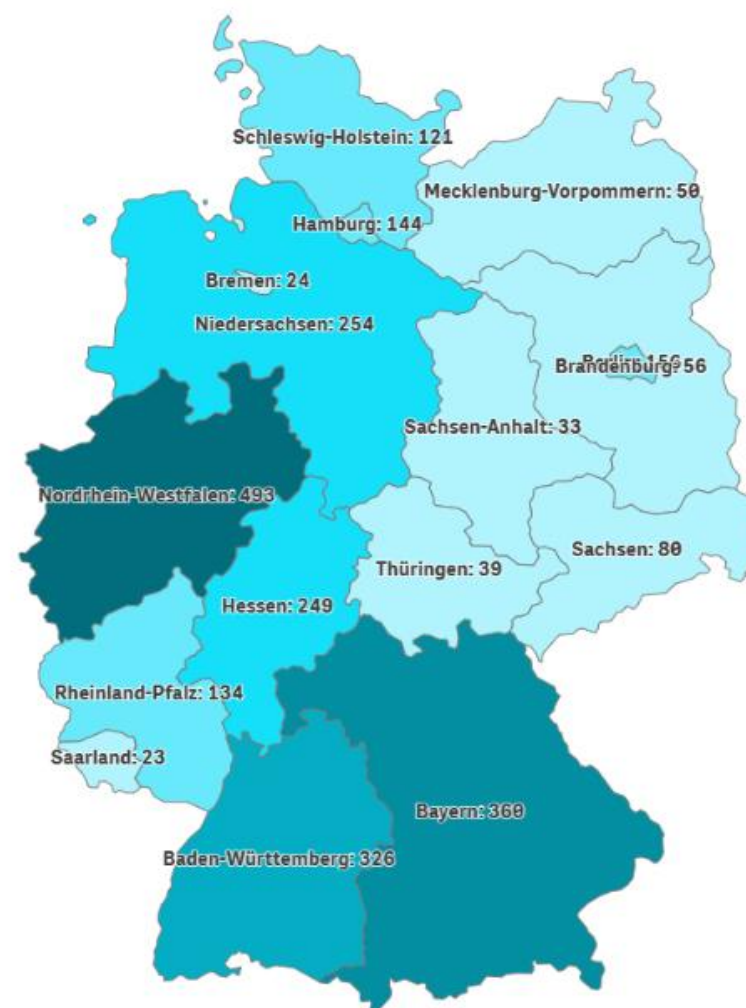 Schleswig-Holstein: 121
Mecklenburg-Vorpommern: 50
Hamburg: 144
Bremen: 24
Niedersachsen: 254
Brandenburg: 56
Sachsen-Anhalt: 33
Nordrhein-Westfalen: 493
Sachsen: 80
Thüringen: 39
Hessen: 249
Rheinland-Pfalz: 134
Saarland: 23
Bayern: 360
Baden-Württemberg: 326